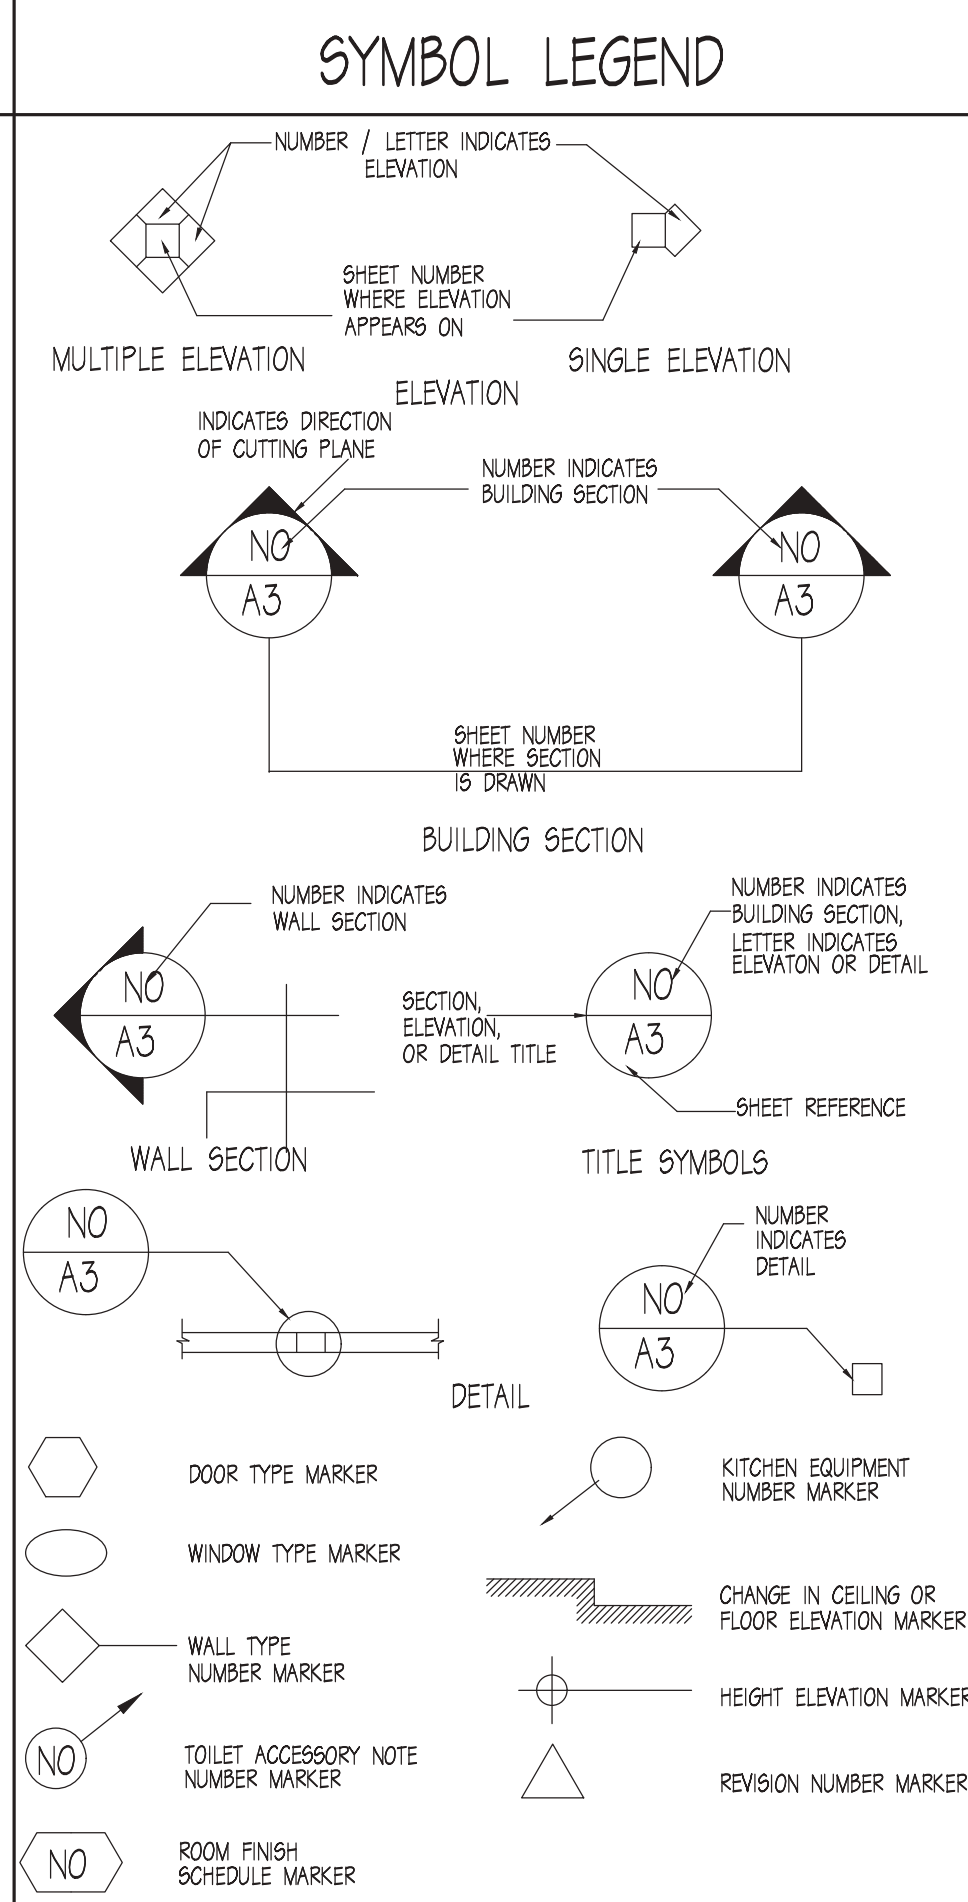 SYMBOL LEGEND
NUMBER / LETTER INDICATES
ELEVATION
SHEET NUMBER
WHERE ELEVATION
APPEARS ON
MULTIPLE ELEVATION
SINGLE ELEVATION
ELEVATION
INDICATES DIRECTION
OF CUTTING PLANE
NUMBER INDICATES
BUILDING SECTION
NO
A3
NO
A3
SHEET NUMBER
WHERE SECTION
IS DRAWN
BUILDING SECTION
NUMBER INDICATES
WALL SECTION
NO
A3
WALL SECTION
NUMBER INDICATES
BUILDING SECTION,
LETTER INDICATES
ELEVATON OR DETAIL
SECTION,
ELEVATION,
OR DETAIL TITLE
NO
A3
SHEET REFERENCE
TITLE SYMBOLS
NO
A3
NUMBER
INDICATES
DETAIL
NO
A3
DETAIL
DOOR TYPE MARKER
KITCHEN EQUIPMENT
NUMBER MARKER
WINDOW TYPE MARKER
CHANGE IN CEILING OR
FLOOR ELEVATION MARKER
WALL TYPE
NUMBER MARKER
HEIGHT ELEVATION MARKER
NO
TOILET ACCESSORY NOTE
NUMBER MARKER
REVISION NUMBER MARKER
NO
ROOM FINISH
SCHEDULE MARKER